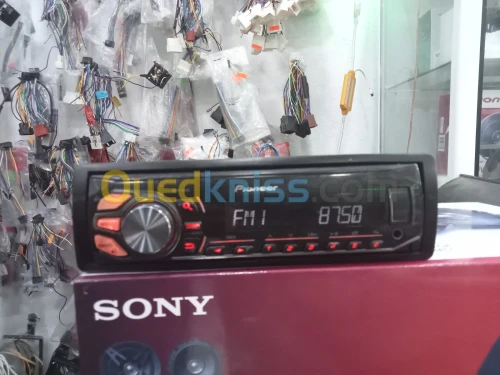 Ouedkniss.com
Pioneer
FM1 8750
SONY